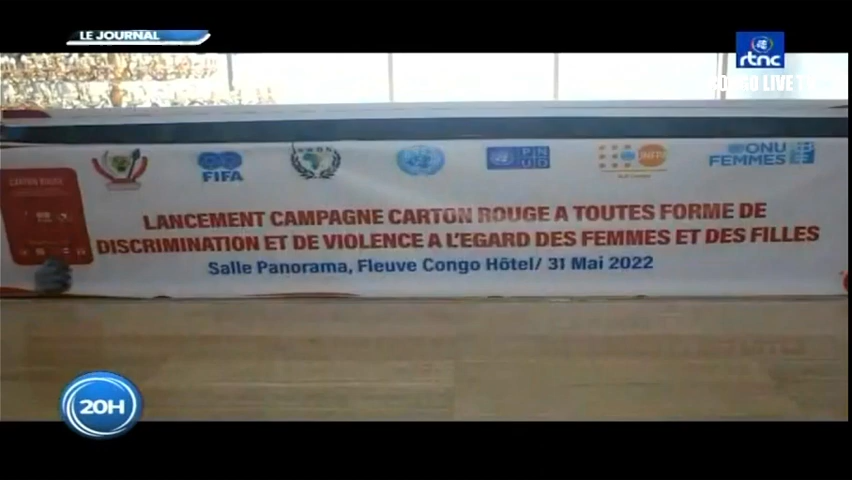 LE JOURNAL
rtnc
CONGO LIVE TV
FIFA
PNUD
ONU
FEMMES
CARTON ROUGE
LANCEMENT CAMPAGNE CARTON ROUGE A TOUTES FORME DE
DISCRIMINATION ET DE VIOLENCE A L'EGARD DES FEMMES ET DES FILLES
Salle Panorama, Fleuve Congo Hôtel/ 31 Mai 2022
20H